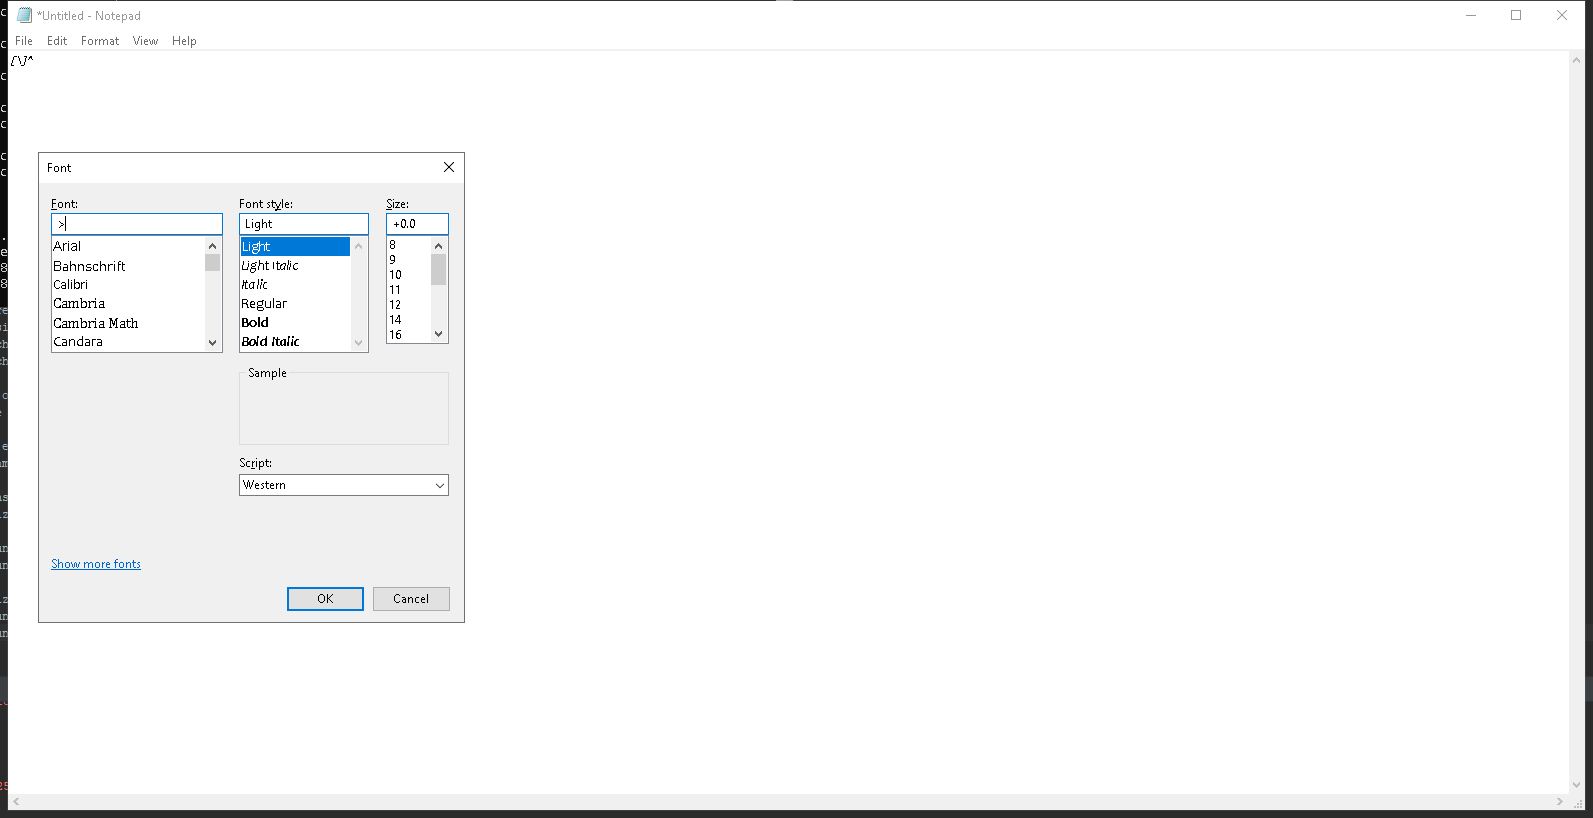 *Untitled - Notepad
File Edit Format View Help
[\]^
Font
Font:
>
Arial
Bahnschrift
Calibri
Cambria
Cambria Math
Candara
Font style:
Light
Light
Light Italic
Italic
Regular
Bold
Bold Italic
Size:
+0.0
8
9
10
11
12
14
16
Sample
Script:
Western
Show more fonts
OK Cancel